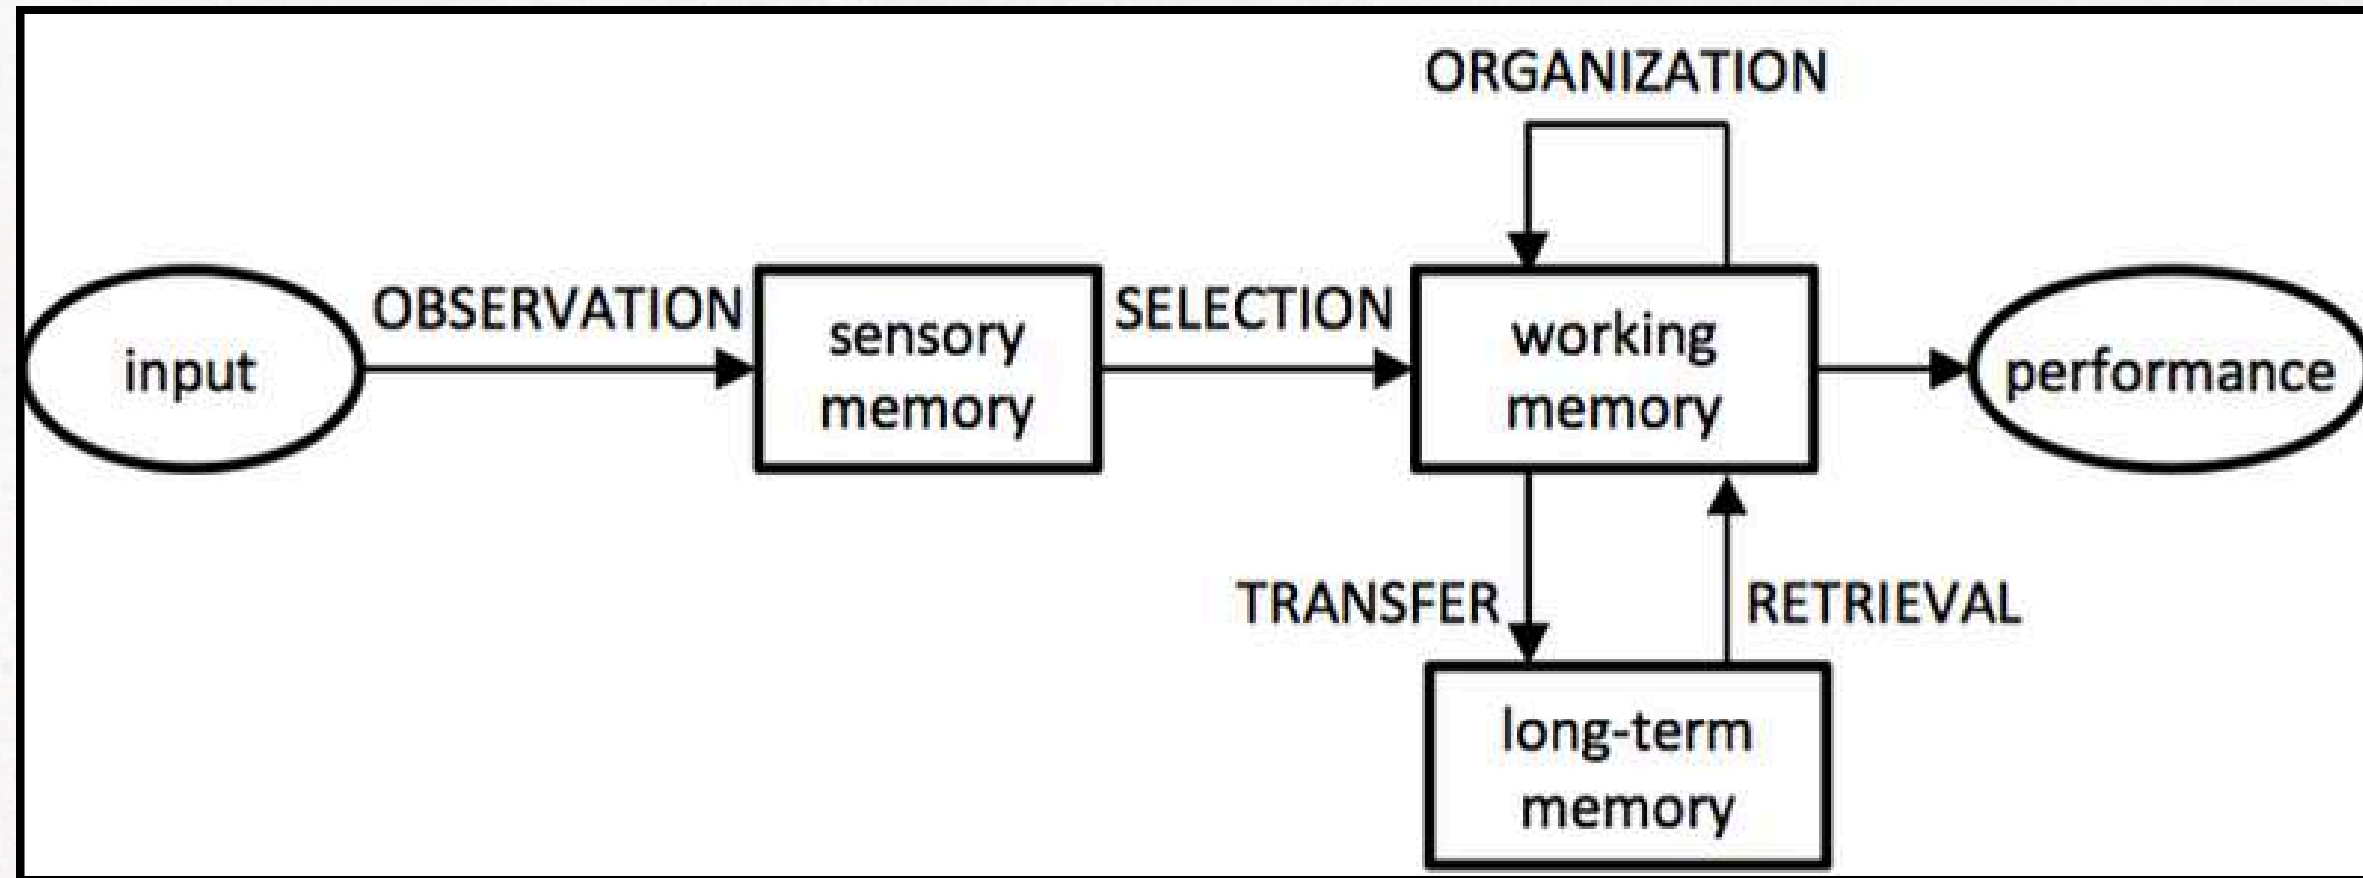 ORGANIZATION
input
OBSERVATION
sensory
memory
SELECTION
working
memory
performance
TRANSFER
RETRIEVAL
long-term
memory